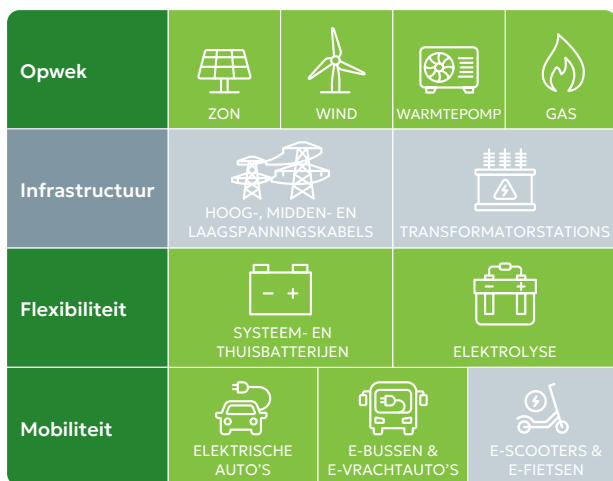 Opwek
ZON
WIND
WARMTEPOMP
GAS
Infrastructuur
HOOG-, MIDDEN- EN
LAAGSPANNINGSKABELS
TRANSFORMATORSTATIONS
Flexibiliteit
- +
SYSTEEM- EN
THUISBATTERIJEN
- +
ELEKTROLYSE
Mobiliteit
ELEKTRISCHE
AUTO'S
E-BUSSEN &
E-VRACHTAUTO'S
E-SCOOTERS &
E-FIETSEN